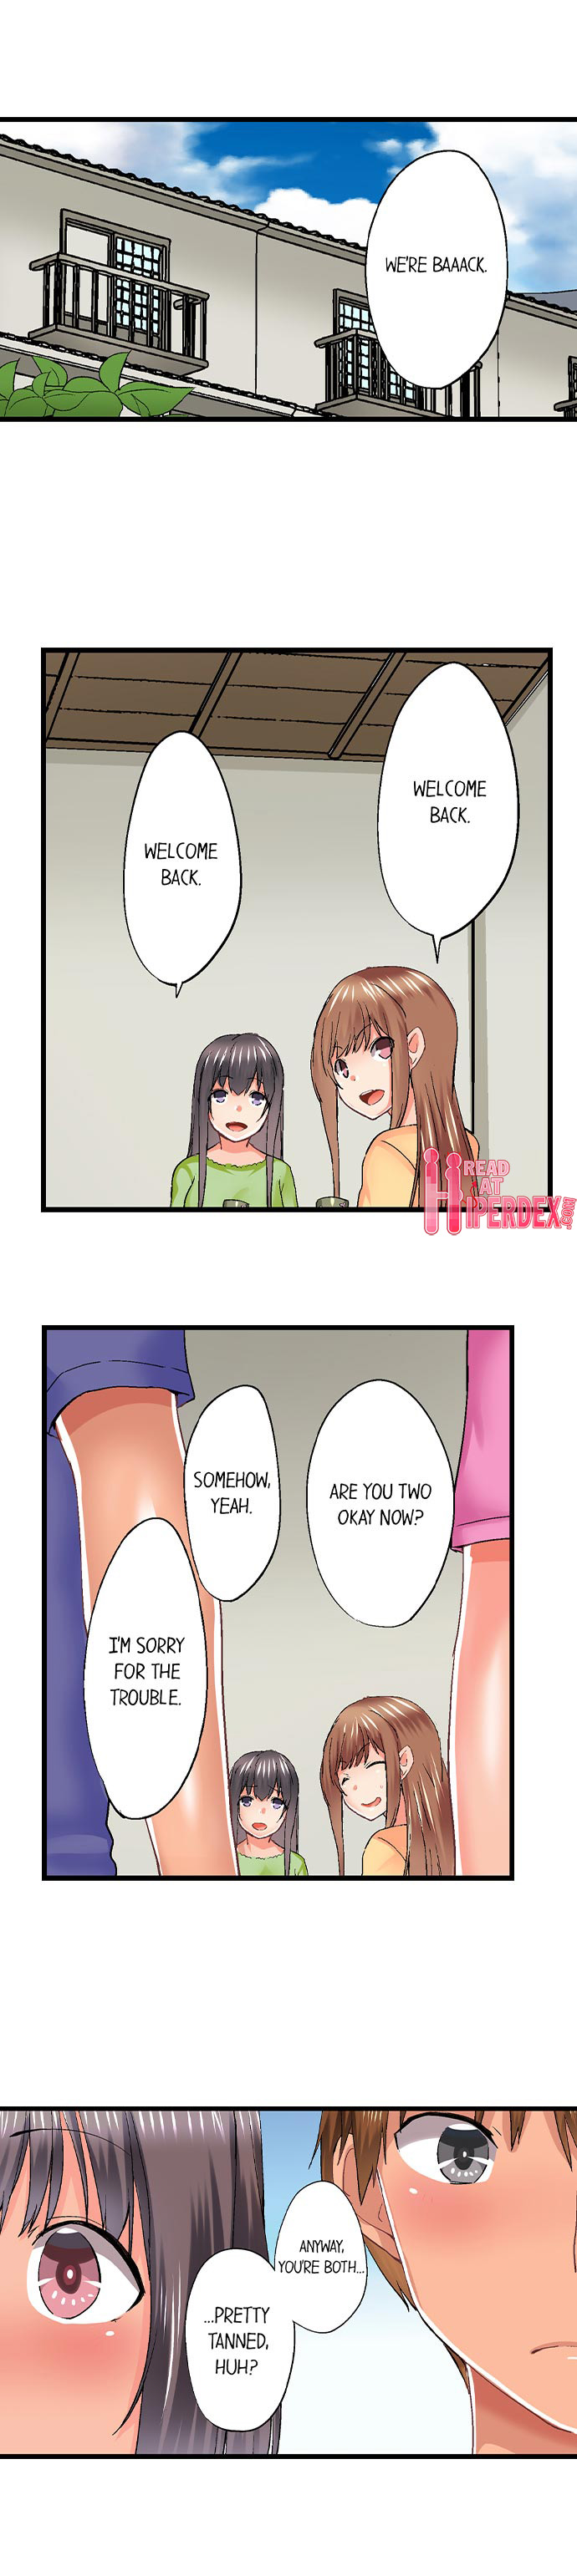 WE'RE BAAACK.
WELCOME
BACK.
WELCOME
BACK.
READ
AT
HIPERDEX
.COM
ARE YOU TWO
OKAY NOW?
SOMEHOW,
YEAH.
I'M SORRY
FOR THE
TROUBLE.
ANYWAY,
YOU'RE BOTH...
...PRETTY
TANNED,
HUH?